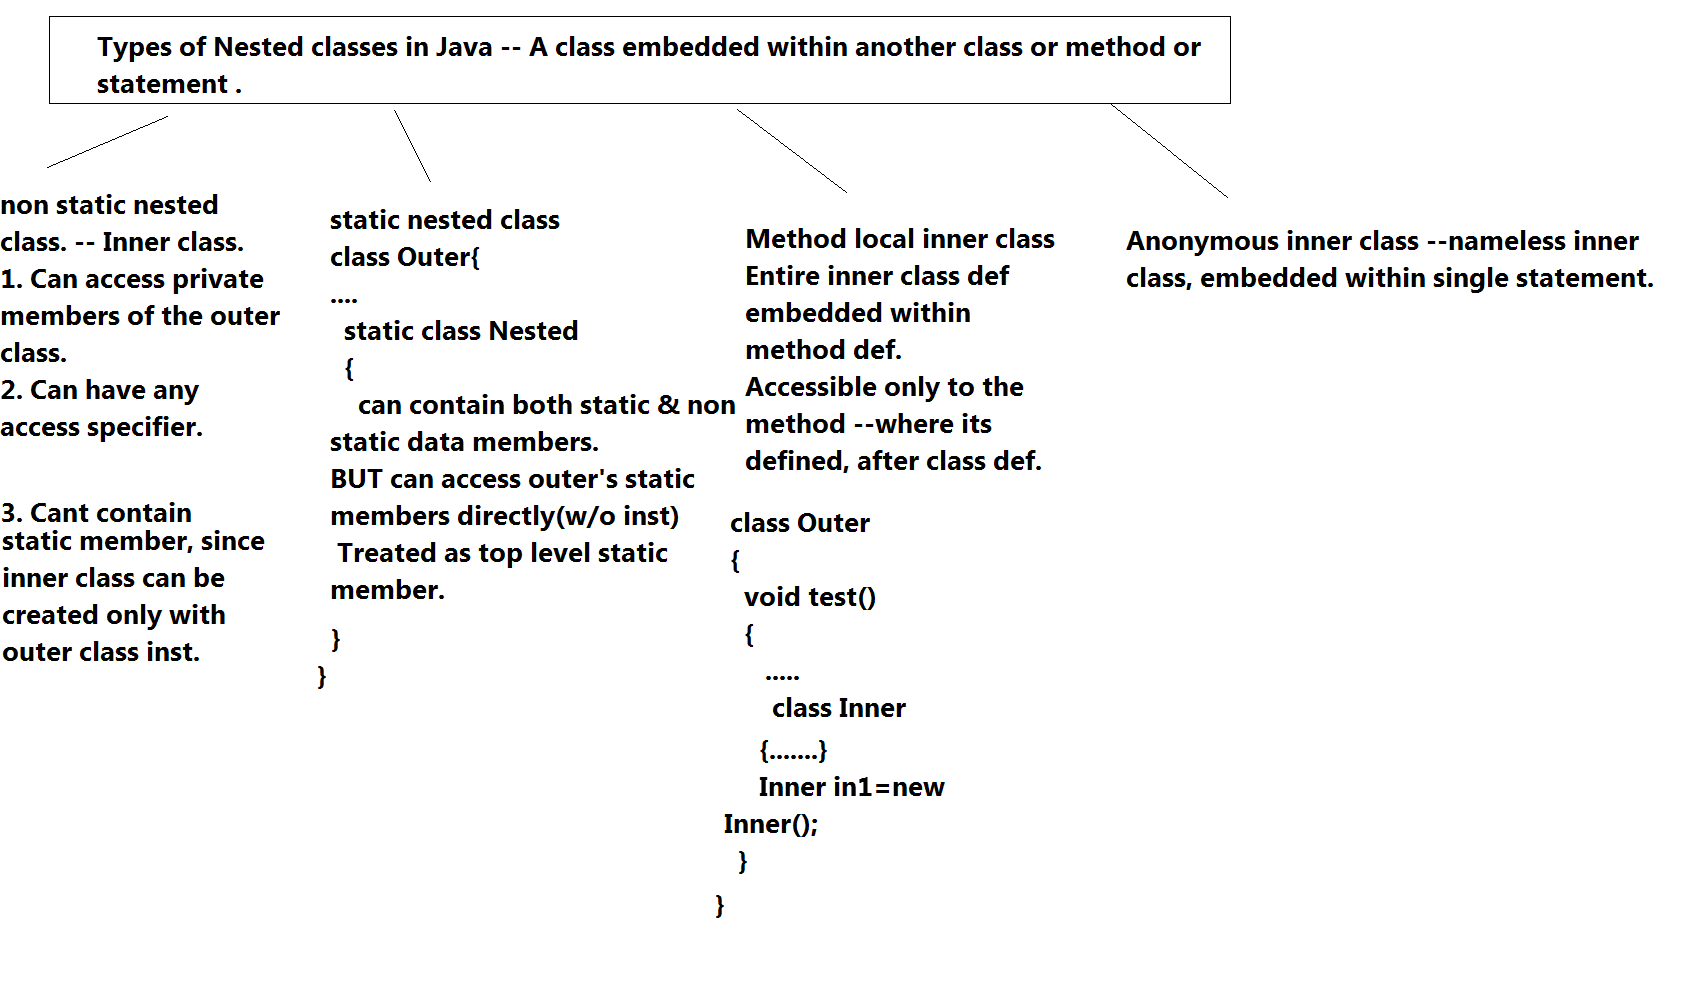 Types of Nested classes in Java -- A class embedded within another class or method or
statement .
non static nested
class. -- Inner class.
1. Can access private
members of the outer
class.
2. Can have any
access specifier.
3. Cant contain
static member, since
inner class can be
created only with
outer class inst.
static nested class
class Outer{
....
static class Nested
{
can contain both static & non
static data members.
BUT can access outer's static
members directly(w/o inst)
Treated as top level static
member.
}
}
Method local inner class
Entire inner class def
embedded within
method def.
Accessible only to the
method --where its
defined, after class def.
class Outer
{
void test()
{
.....
class Inner
{.......}
Inner in1=new
Inner();
}
}
Anonymous inner class --nameless inner
class, embedded within single statement.